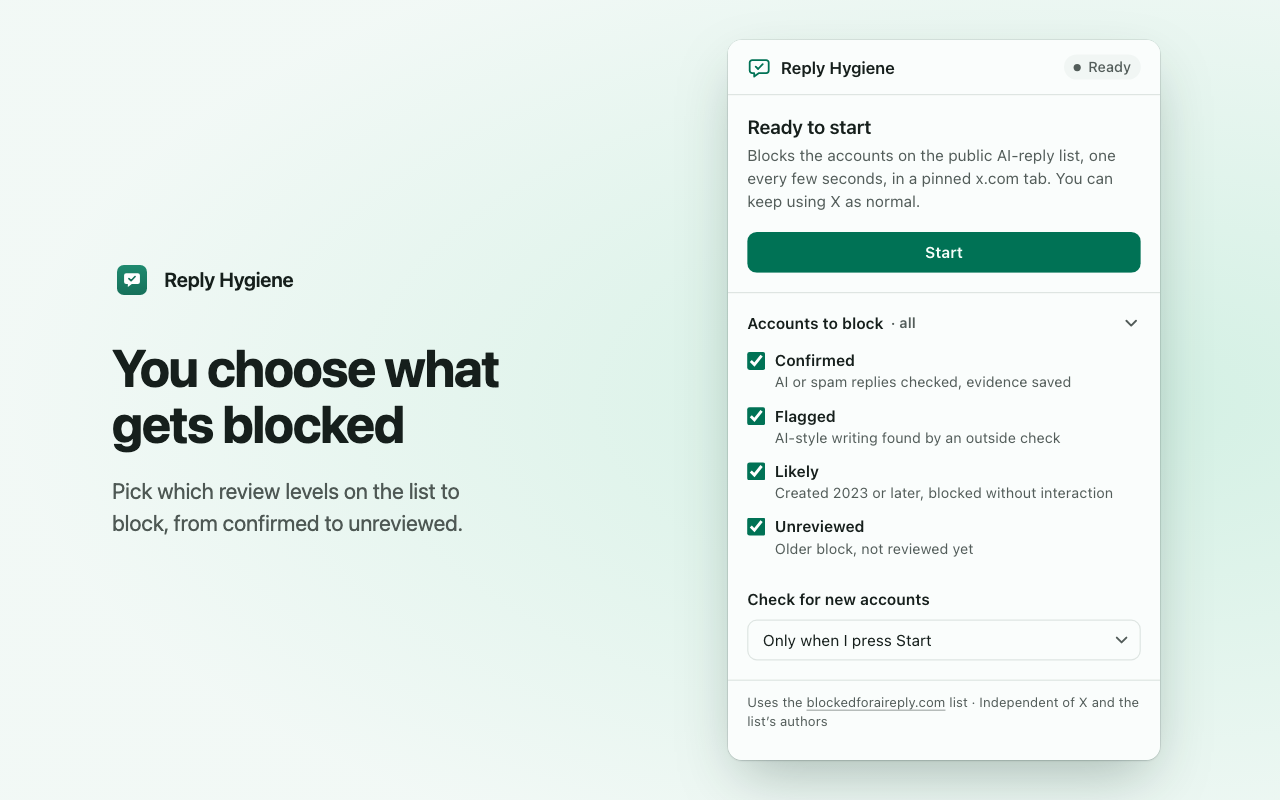 Reply Hygiene
You choose what
gets blocked
Pick which review levels on the list to
block, from confirmed to unreviewed.
Reply Hygiene
Ready
Ready to start
Blocks the accounts on the public AI-reply list, one
every few seconds, in a pinned x.com tab. You can
keep using X as normal.
Start
Accounts to block · all
Confirmed
AI or spam replies checked, evidence saved
Flagged
AI-style writing found by an outside check
Likely
Created 2023 or later, blocked without interaction
Unreviewed
Older block, not reviewed yet
Check for new accounts
Only when I press Start
Uses the blockedforaireply.com list · Independent of X and the
list's authors